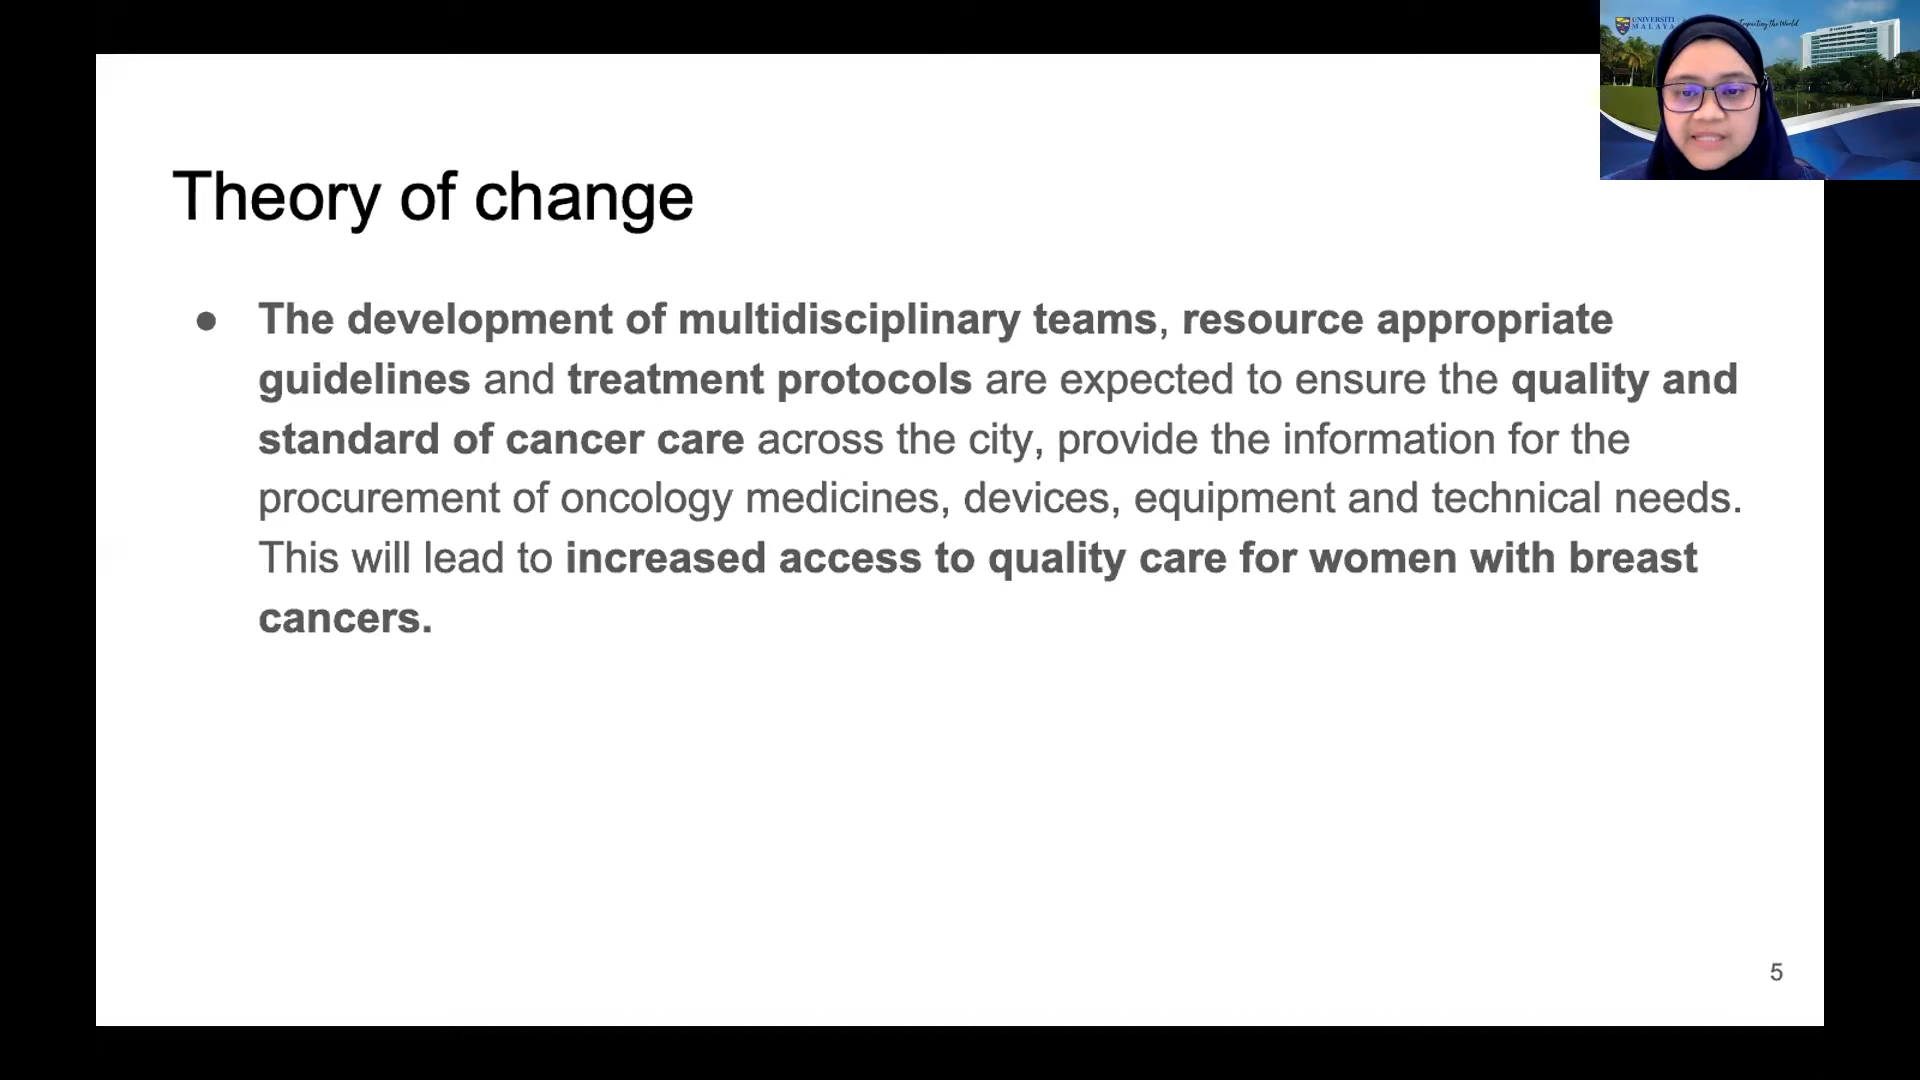 UNIVERSITI
MALAYA
Impacting the World
Theory of change
● The development of multidisciplinary teams, resource appropriate
guidelines and treatment protocols are expected to ensure the quality and
standard of cancer care across the city, provide the information for the
procurement of oncology medicines, devices, equipment and technical needs.
This will lead to increased access to quality care for women with breast
cancers.
5